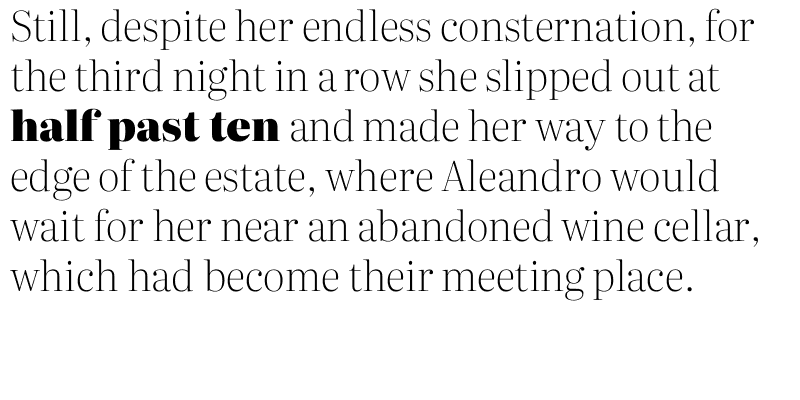 Still, despite her endless consternation, for
the third night in a row she slipped out at
half past ten and made her way to the
edge of the estate, where Aleandro would
wait for her near an abandoned wine cellar,
which had become their meeting place.